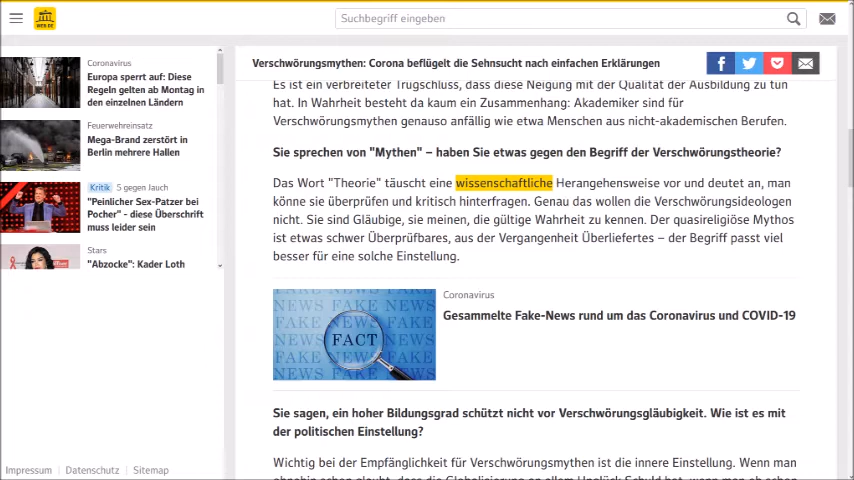 WEB.DE
Suchbegriff eingeben
Coronavirus
Europa sperrt auf: Diese
Regeln gelten ab Montag in
den einzelnen Ländern
Feuerwehreinsatz
Mega-Brand zerstört in
Berlin mehrere Hallen
Kritik 5 gegen Jauch
"Peinlicher Sex-Patzer bei
Pocher" - diese Überschrift
muss leider sein
Stars
"Abzocke": Kader Loth
Impressum | Datenschutz | Sitemap
Verschwörungsmythen: Corona beflügelt die Sehnsucht nach einfachen Erklärungen
Es ist ein verbreiteter Trugschluss, dass diese Neigung mit der Qualität der Ausbildung zu tun
hat. In Wahrheit besteht da kaum ein Zusammenhang: Akademiker sind für
Verschwörungsmythen genauso anfällig wie etwa Menschen aus nicht-akademischen Berufen.
Sie sprechen von "Mythen" – haben Sie etwas gegen den Begriff der Verschwörungstheorie?
Das Wort "Theorie" täuscht eine wissenschaftliche Herangehensweise vor und deutet an, man
könne sie überprüfen und kritisch hinterfragen. Genau das wollen die Verschwörungsideologen
nicht. Sie sind Gläubige, sie meinen, die gültige Wahrheit zu kennen. Der quasireligiöse Mythos
ist etwas schwer Überprüfbares, aus der Vergangenheit Überliefertes – der Begriff passt viel
besser für eine solche Einstellung.
NEWS FAKE NEWS
FACT
Coronavirus
Gesammelte Fake-News rund um das Coronavirus und COVID-19
Sie sagen, ein hoher Bildungsgrad schützt nicht vor Verschwörungsgläubigkeit. Wie ist es mit
der politischen Einstellung?
Wichtig bei der Empfänglichkeit für Verschwörungsmythen ist die innere Einstellung. Wenn man